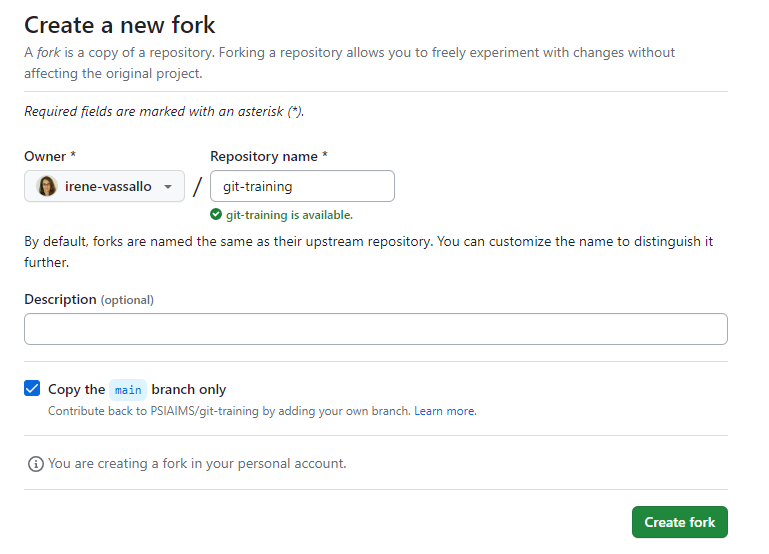 Create a new fork
A fork is a copy of a repository. Forking a repository allows you to freely experiment with changes without
affecting the original project.
Required fields are marked with an asterisk (*).
Owner * Repository name *
irene-vassallo / git-training
git-training is available.
By default, forks are named the same as their upstream repository. You can customize the name to distinguish it
further.
Description (optional)
Copy the main branch only
Contribute back to PSIAIMS/git-training by adding your own branch. Learn more.
You are creating a fork in your personal account.
Create fork